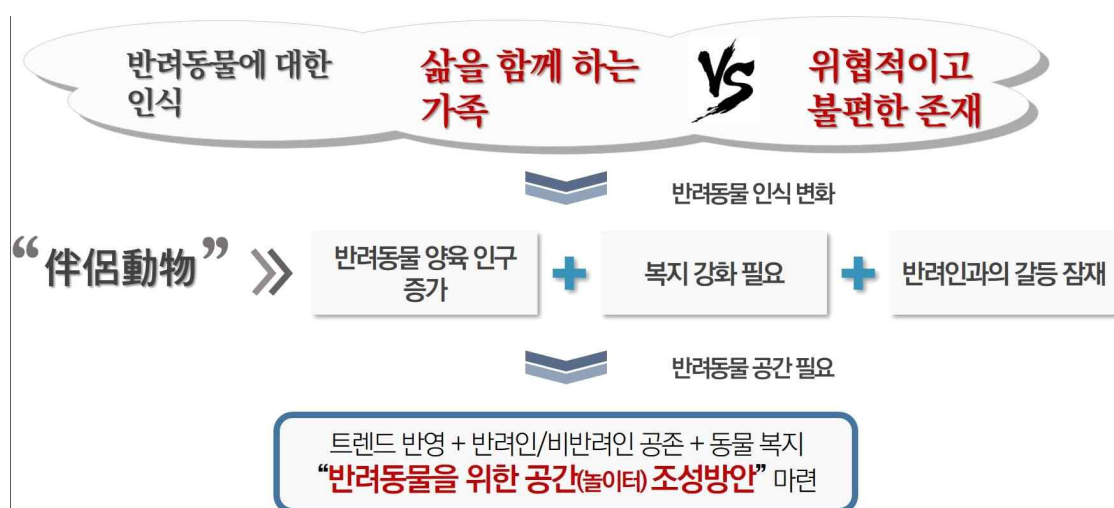 반려동물에 대한
인식
삶을 함께 하는
가족
VS
위협적이고
불편한 존재
반려동물 인식 변화
“伴侶動物”
반려동물 양육 인구
증가
복지 강화 필요
반려인과의 갈등 잠재
반려동물 공간 필요
트렌드 반영 + 반려인/비반려인 공존 + 동물 복지
“반려동물을 위한 공간(놀이터) 조성방안” 마련